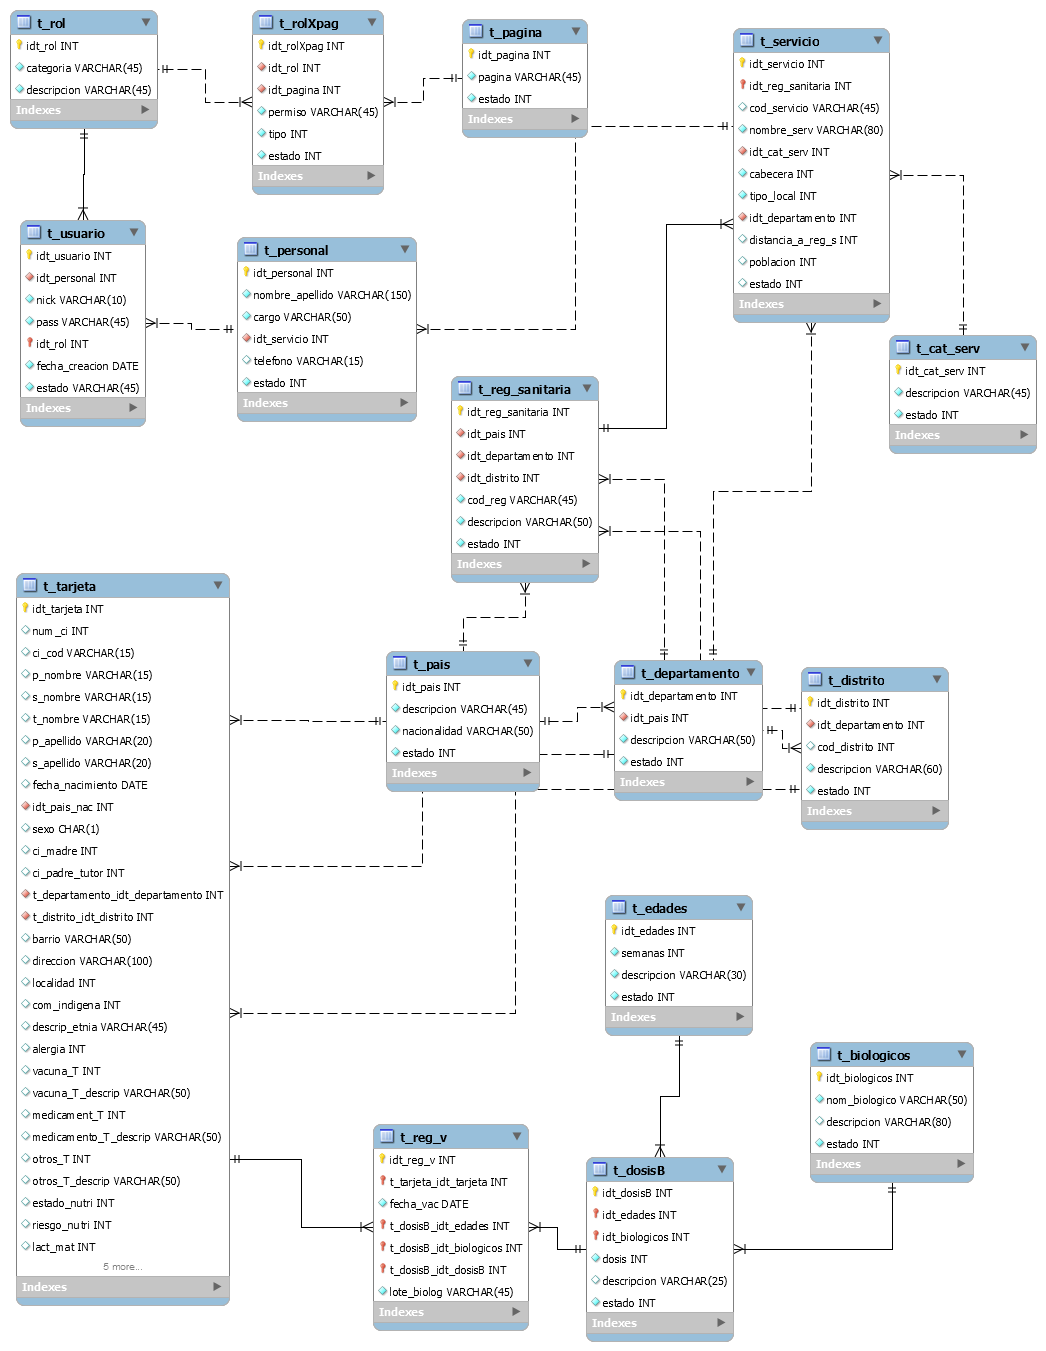 t_rol
idt_rol INT
categoria VARCHAR(45)
descripcion VARCHAR(45)
Indexes
t_rolXpag
idt_rolXpag INT
idt_rol INT
idt_pagina INT
permiso VARCHAR(45)
tipo INT
estado INT
Indexes
t_pagina
idt_pagina INT
pagina VARCHAR(45)
estado INT
Indexes
t_servicio
idt_servicio INT
idt_reg_sanitaria INT
cod_servicio VARCHAR(45)
nombre_serv VARCHAR(80)
idt_cat_serv INT
cabecera INT
tipo_local INT
idt_departamento INT
distancia_a_reg_s INT
poblacion INT
estado INT
Indexes
t_usuario
idt_usuario INT
idt_personal INT
nick VARCHAR(10)
pass VARCHAR(45)
idt_rol INT
fecha_creacion DATE
estado VARCHAR(45)
Indexes
t_personal
idt_personal INT
nombre_apellido VARCHAR(150)
cargo VARCHAR(50)
idt_servicio INT
telefono VARCHAR(15)
estado INT
Indexes
t_cat_serv
idt_cat_serv INT
descripcion VARCHAR(45)
estado INT
Indexes
t_reg_sanitaria
idt_reg_sanitaria INT
idt_pais INT
idt_departamento INT
idt_distrito INT
cod_reg VARCHAR(45)
descripcion VARCHAR(50)
estado INT
Indexes
t_tarjeta
idt_tarjeta INT
num_ci INT
ci_cod VARCHAR(15)
p_nombre VARCHAR(15)
s_nombre VARCHAR(15)
t_nombre VARCHAR(15)
p_apellido VARCHAR(20)
s_apellido VARCHAR(20)
fecha_nacimiento DATE
idt_pais_nac INT
sexo CHAR(1)
ci_madre INT
ci_padre_tutor INT
t_departamento_idt_departamento INT
t_distrito_idt_distrito INT
barrio VARCHAR(50)
direccion VARCHAR(100)
localidad INT
com_indigena INT
descrip_etnia VARCHAR(45)
alergia INT
vacuna_T INT
vacuna_T_descrip VARCHAR(50)
medicament_T INT
medicamento_T_descrip VARCHAR(50)
otros_T INT
otros_T_descrip VARCHAR(50)
estado_nutri INT
riesgo_nutri INT
lact_mat INT
5 more...
Indexes
t_pais
idt_pais INT
descripcion VARCHAR(45)
nacionalidad VARCHAR(50)
estado INT
Indexes
t_departamento
idt_departamento INT
idt_pais INT
descripcion VARCHAR(50)
estado INT
Indexes
t_distrito
idt_distrito INT
idt_departamento INT
cod_distrito INT
descripcion VARCHAR(60)
estado INT
Indexes
t_edades
idt_edades INT
semanas INT
descripcion VARCHAR(30)
estado INT
Indexes
t_biologicos
idt_biologicos INT
nom_biologico VARCHAR(50)
descripcion VARCHAR(80)
estado INT
Indexes
t_reg_v
idt_reg_v INT
t_tarjeta_idt_tarjeta INT
fecha_vac DATE
t_dosisB_idt_edades INT
t_dosisB_idt_biologicos INT
t_dosisB_idt_dosisB INT
lote_biolog VARCHAR(45)
Indexes
t_dosisB
idt_dosisB INT
idt_edades INT
idt_biologicos INT
dosis INT
descripcion VARCHAR(25)
estado INT
Indexes